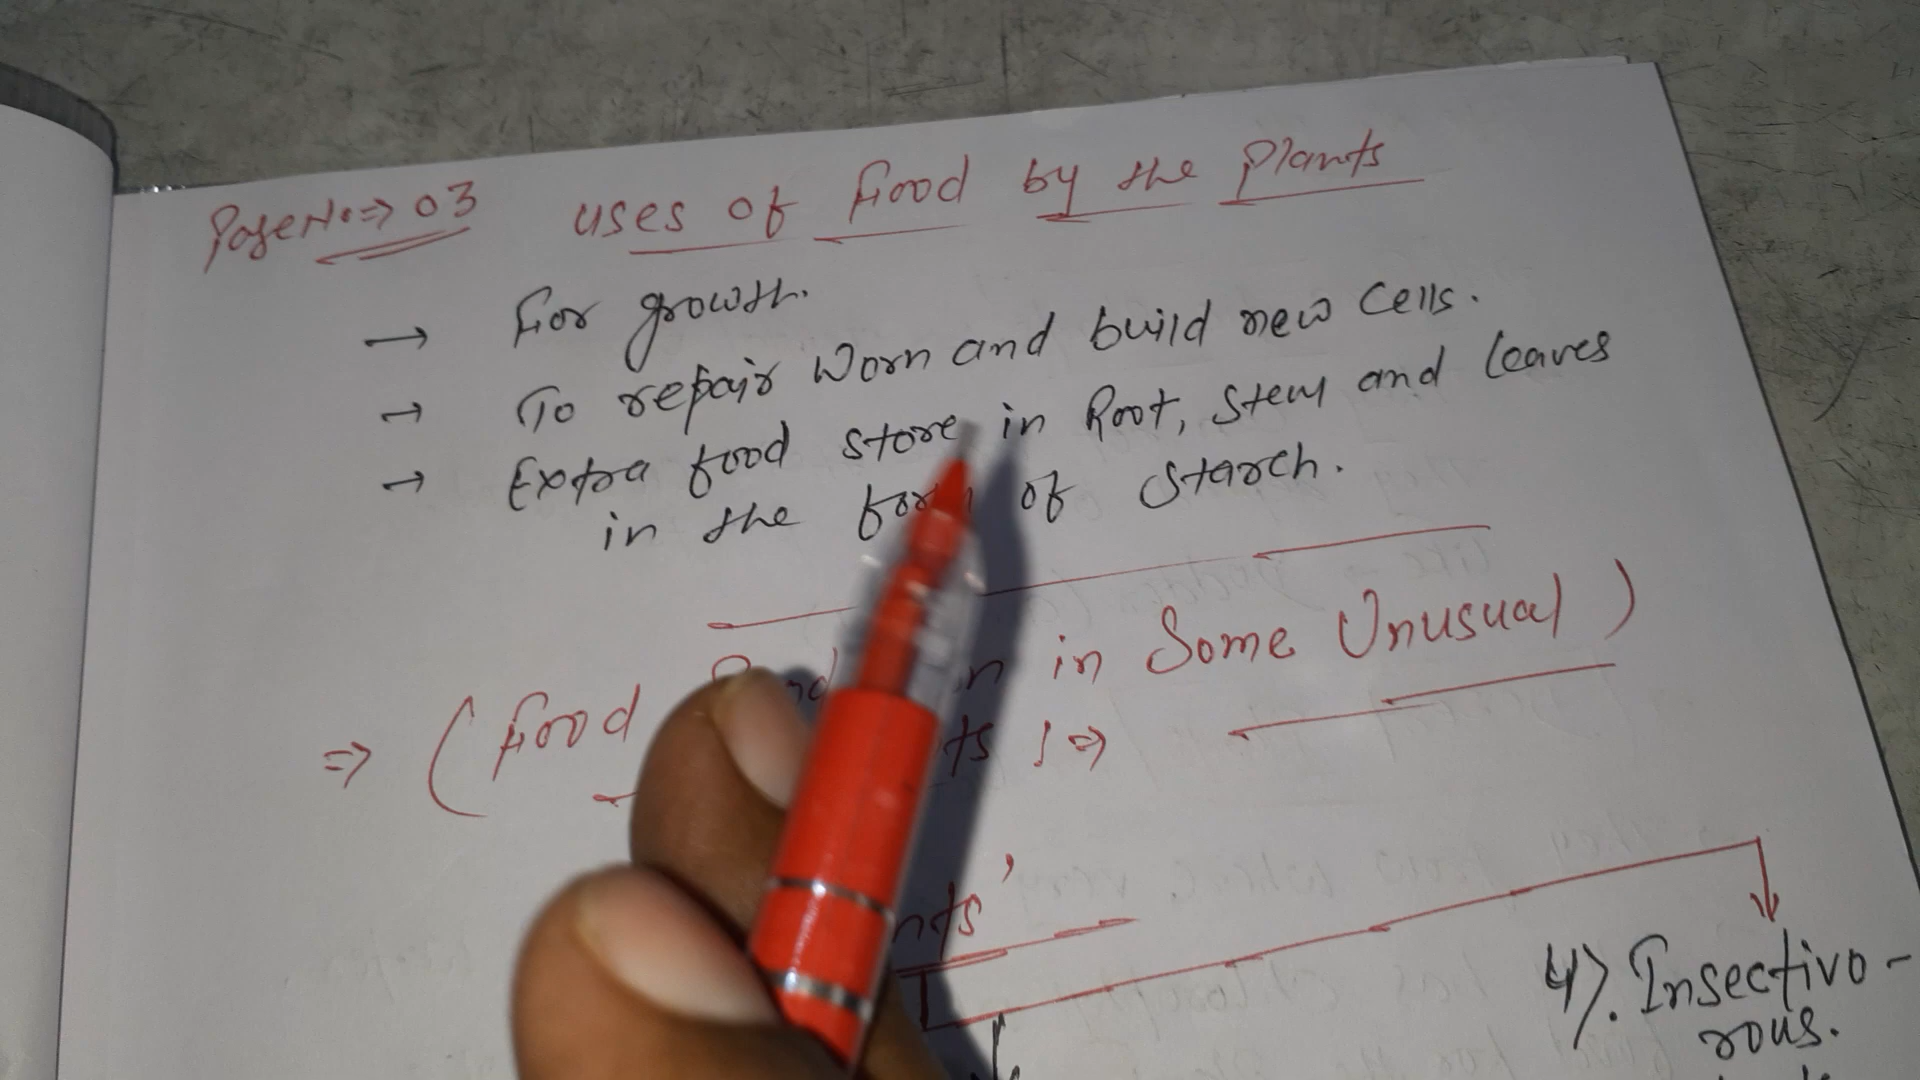 Page No => 03 uses of Food by the Plants
→ For growth.
→ To repair worn and build new Cells.
→ Extra food store in Root, Stem and leaves
in the form of Starch.
=> (Food in Some Unusual )
=>
4). Insectivo-
rous.